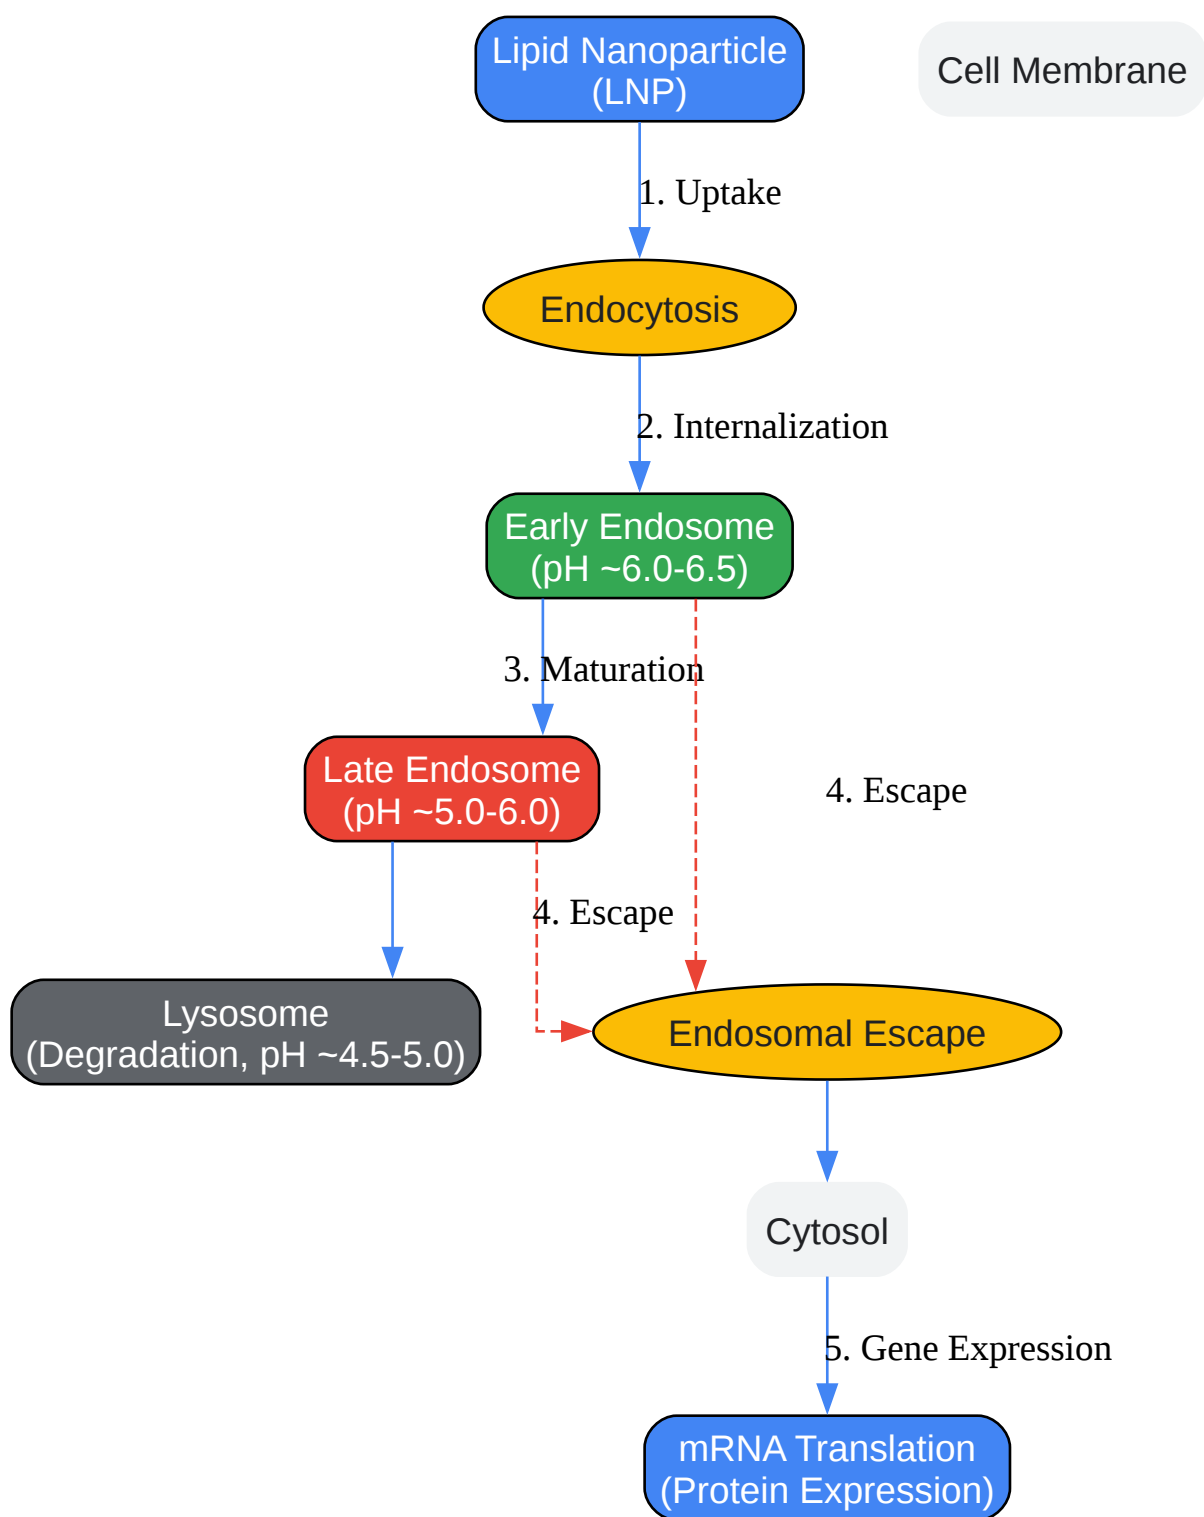 Lipid Nanoparticle
(LNP)
Cell Membrane
1. Uptake
Endocytosis
2. Internalization
Early Endosome
(pH ~6.0-6.5)
3. Maturation
Late Endosome
(pH ~5.0-6.0)
4. Escape
4. Escape
Lysosome
(Degradation, pH ~4.5-5.0)
Endosomal Escape
Cytosol
5. Gene Expression
mRNA Translation
(Protein Expression)